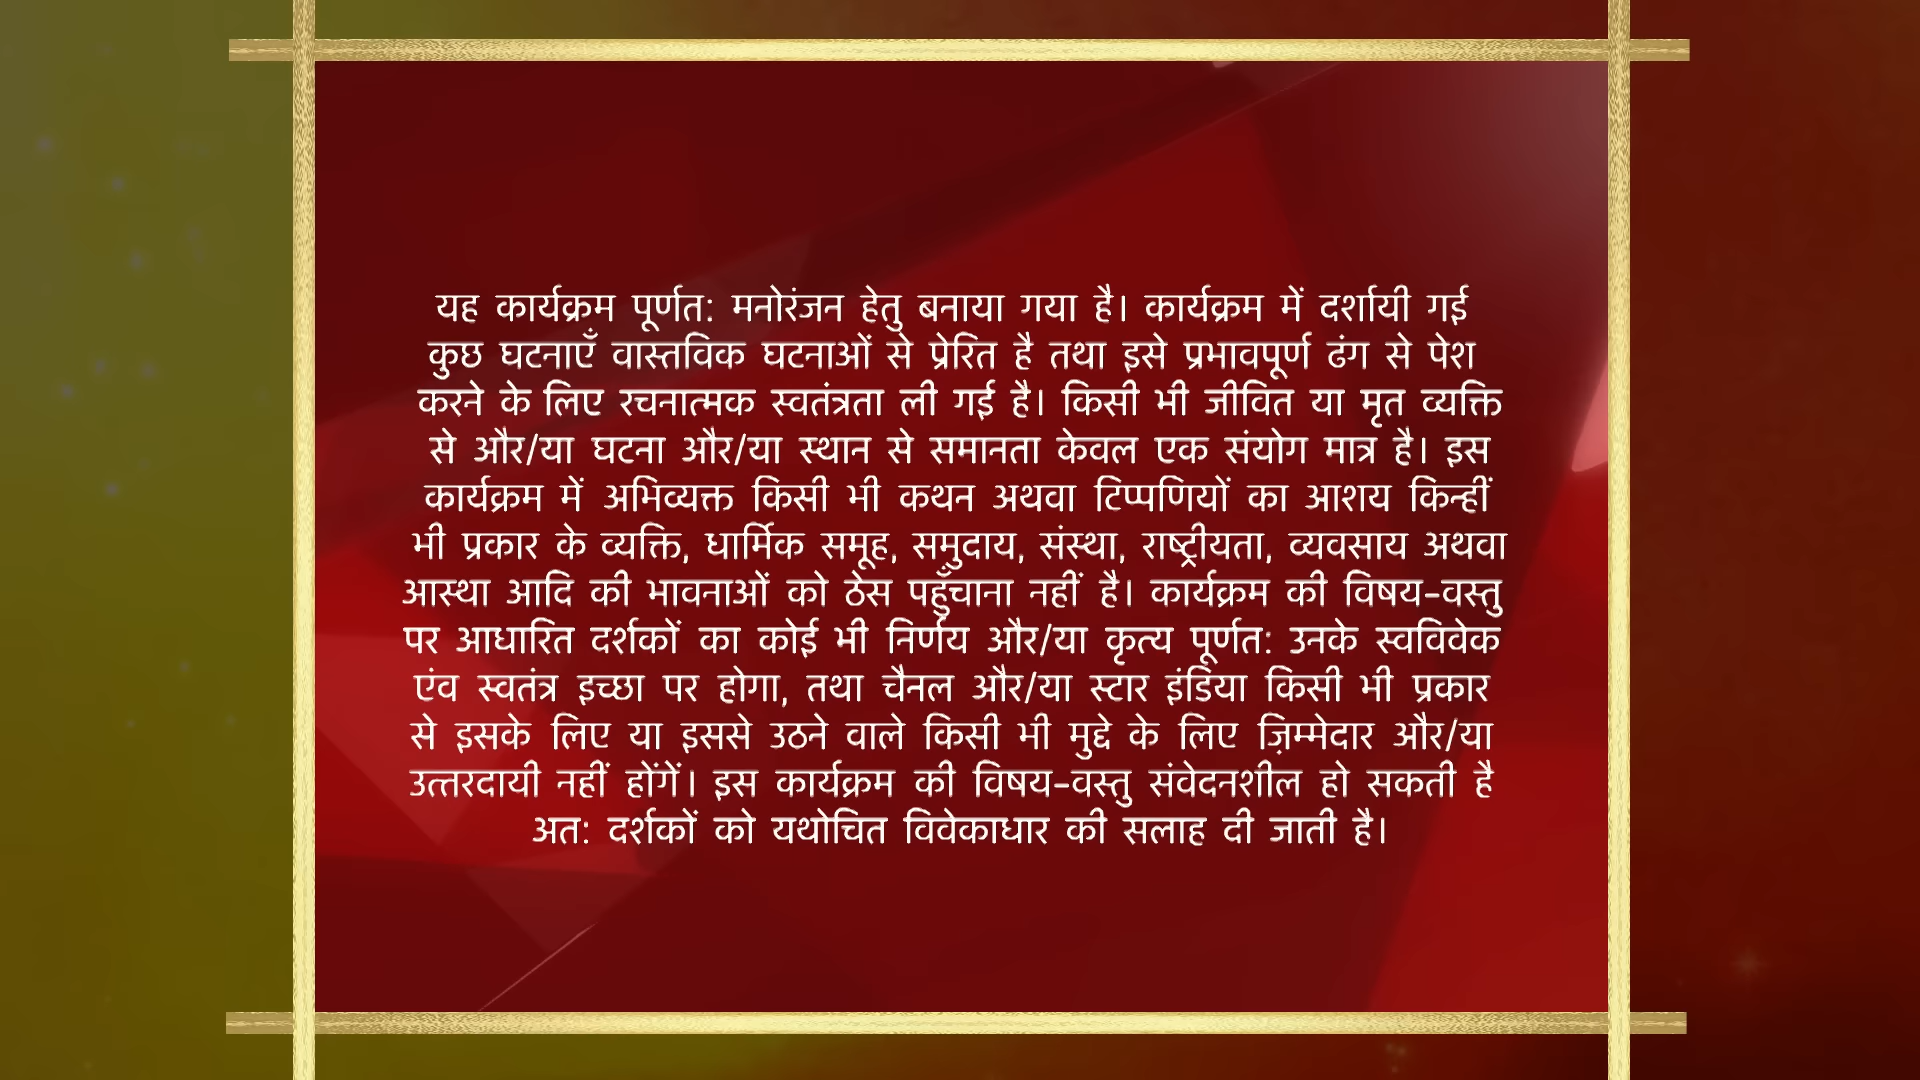 यह कार्यक्रम पूर्णत: मनोरंजन हेतु बनाया गया है। कार्यक्रम में दर्शायी गई
कुछ घटनाएँ वास्तविक घटनाओं से प्रेरित है तथा इसे प्रभावपूर्ण ढंग से पेश
करने के लिए रचनात्मक स्वतंत्रता ली गई है। किसी भी जीवित या मृत व्यक्ति
से और/या घटना और/या स्थान से समानता केवल एक संयोग मात्र है। इस
कार्यक्रम में अभिव्यक्त किसी भी कथन अथवा टिप्पणियों का आशय किन्हीं
भी प्रकार के व्यक्ति, धार्मिक समूह, समुदाय, संस्था, राष्ट्रीयता, व्यवसाय अथवा
आस्था आदि की भावनाओं को ठेस पहुँचाना नहीं है। कार्यक्रम की विषय-वस्तु
पर आधारित दर्शकों का कोई भी निर्णय और/या कृत्य पूर्णत: उनके स्वविवेक
एंव स्वतंत्र इच्छा पर होगा, तथा चैनल और/या स्टार इंडिया किसी भी प्रकार
से इसके लिए या इससे उठने वाले किसी भी मुद्दे के लिए ज़िम्मेदार और/या
उत्तरदायी नहीं होंगें। इस कार्यक्रम की विषय-वस्तु संवेदनशील हो सकती है
अत: दर्शकों को यथोचित विवेकाधार की सलाह दी जाती है।